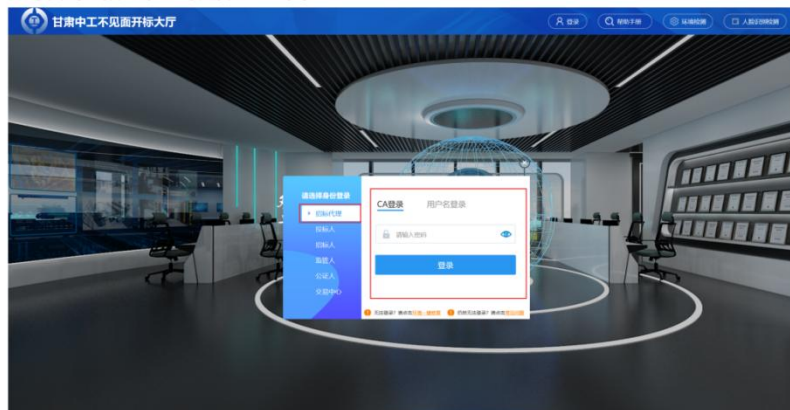 甘肃中工不见面开标大厅
登录
帮助手册
环境检测
人脸识别检测
请选择身份登录
招标代理
投标人
招标人
监管人
公证人
交易中心
CA登录
用户名登录
请输入密码
登录